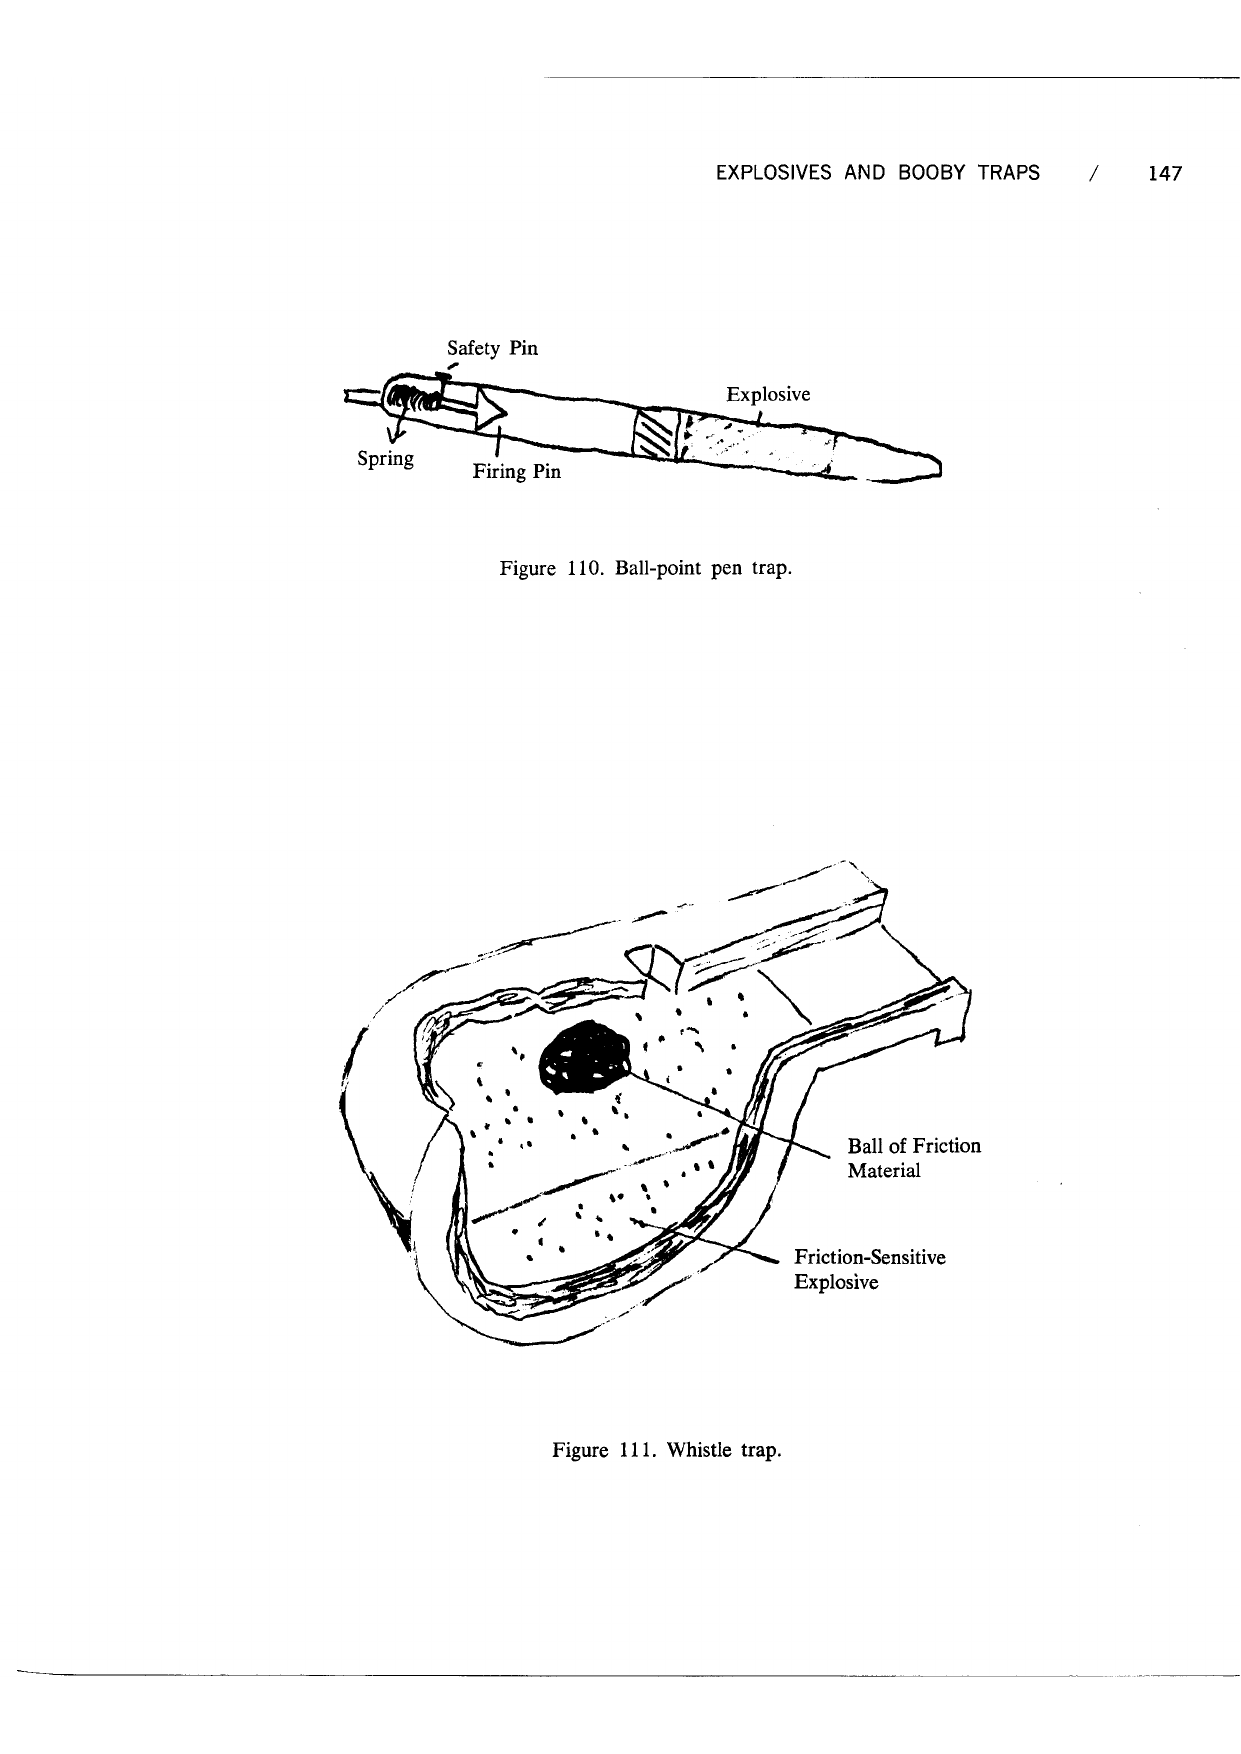 EXPLOSIVES AND BOOBY TRAPS / 147
Safety Pin
Explosive
Spring
Firing Pin
Figure 110. Ball-point pen trap.
Ball of Friction
Material
Friction-Sensitive
Explosive
Figure 111. Whistle trap.